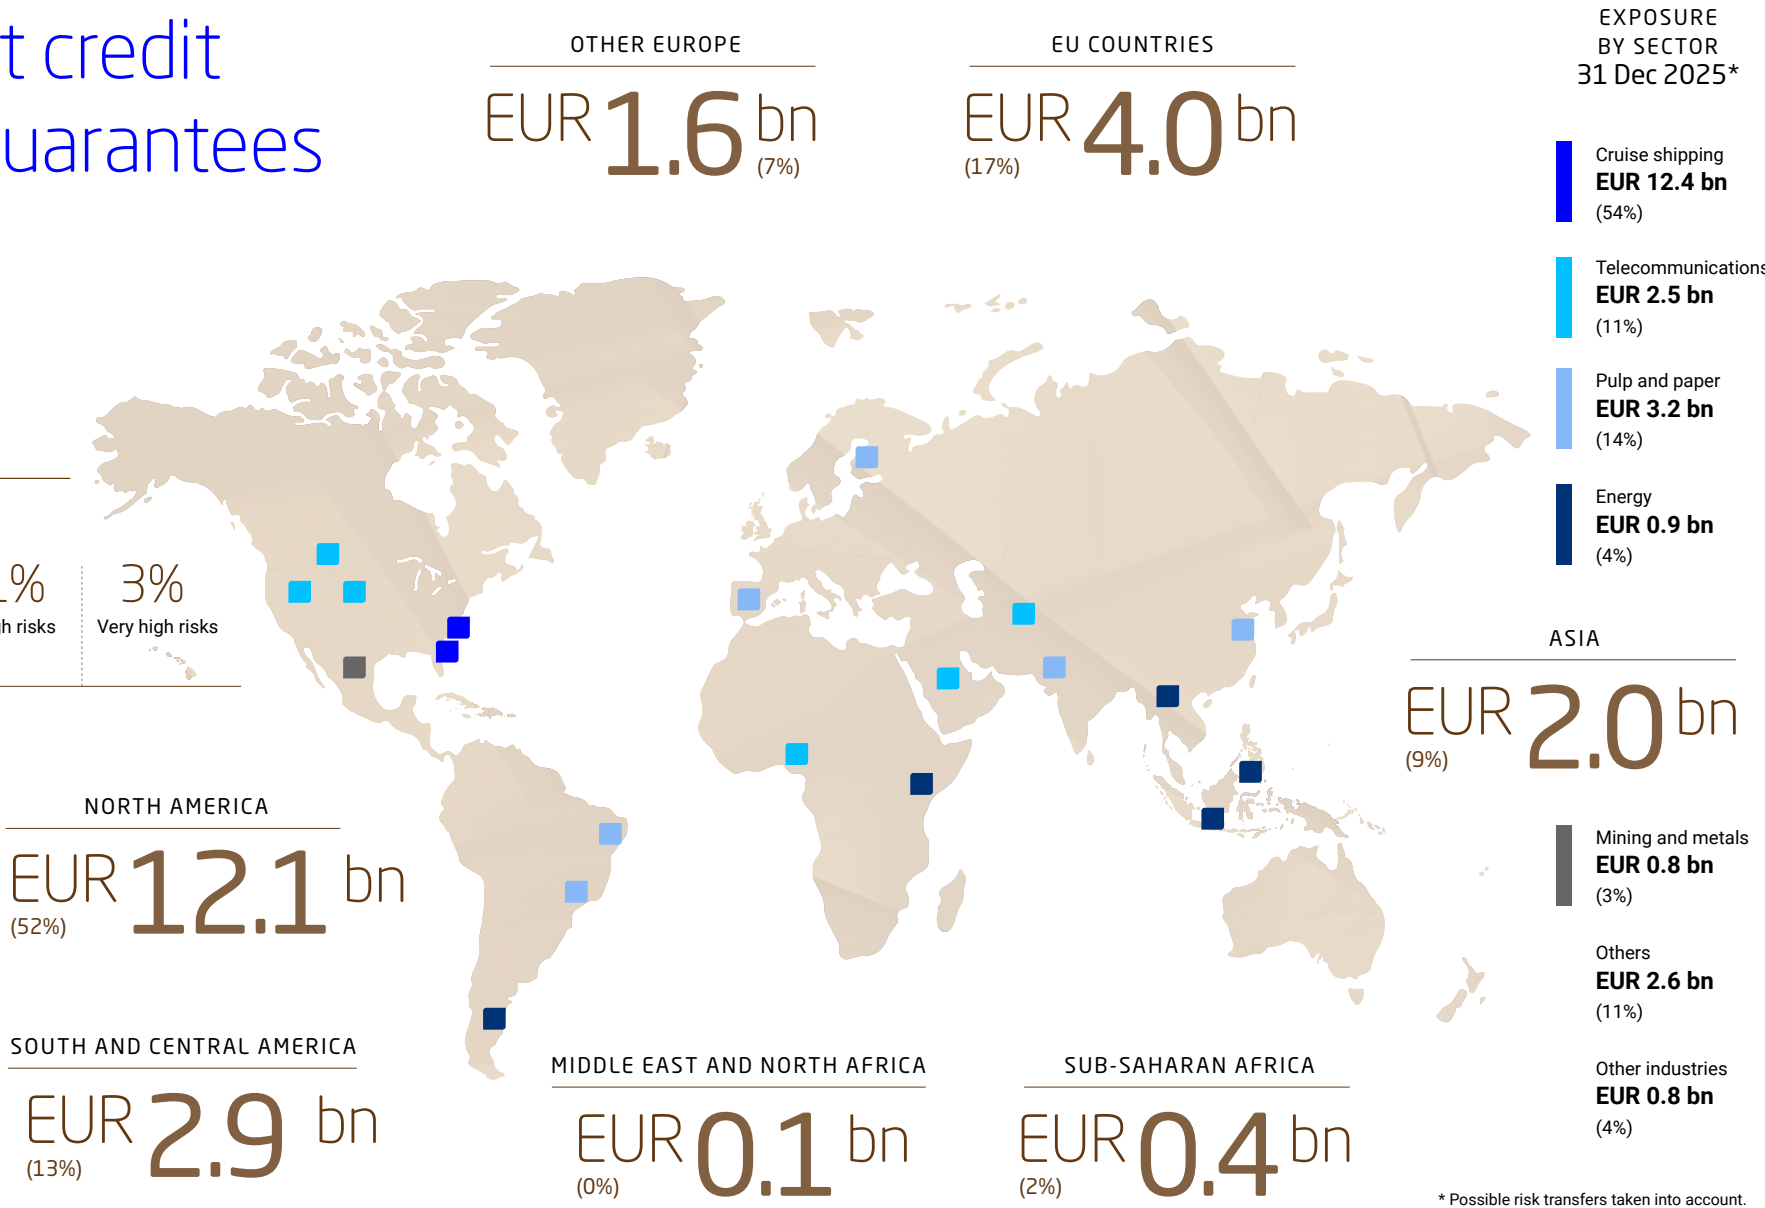 t credit
uarantees
OTHER EUROPE
EUR 1.6 bn
(7%)
EU COUNTRIES
EUR 4.0 bn
(17%)
EXPOSURE
BY SECTOR
31 Dec 2025*
Cruise shipping
EUR 12.4 bn
(54%)
Telecommunications
EUR 2.5 bn
(11%)
Pulp and paper
EUR 3.2 bn
(14%)
Energy
EUR 0.9 bn
(4%)
1%
gh risks
3%
Very high risks
ASIA
EUR 2.0 bn
(9%)
NORTH AMERICA
EUR 12.1 bn
(52%)
Mining and metals
EUR 0.8 bn
(3%)
Others
EUR 2.6 bn
(11%)
Other industries
EUR 0.8 bn
(4%)
SOUTH AND CENTRAL AMERICA
EUR 2.9 bn
(13%)
MIDDLE EAST AND NORTH AFRICA
EUR 0.1 bn
(0%)
SUB-SAHARAN AFRICA
EUR 0.4 bn
(2%)
* Possible risk transfers taken into account.